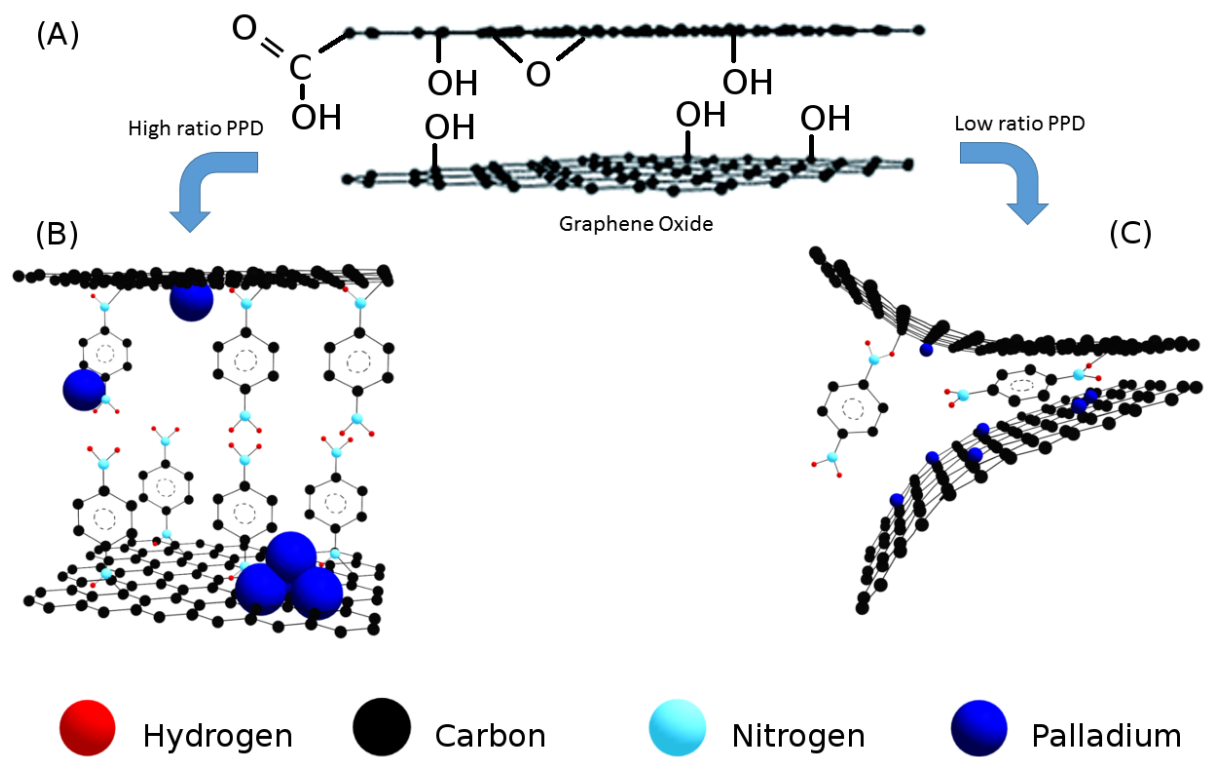 (A)
O
C
OH
OH
O
OH
High ratio PPD
OH
OH
OH
Low ratio PPD
Graphene Oxide
(B)
(C)
Hydrogen
Carbon
Nitrogen
Palladium